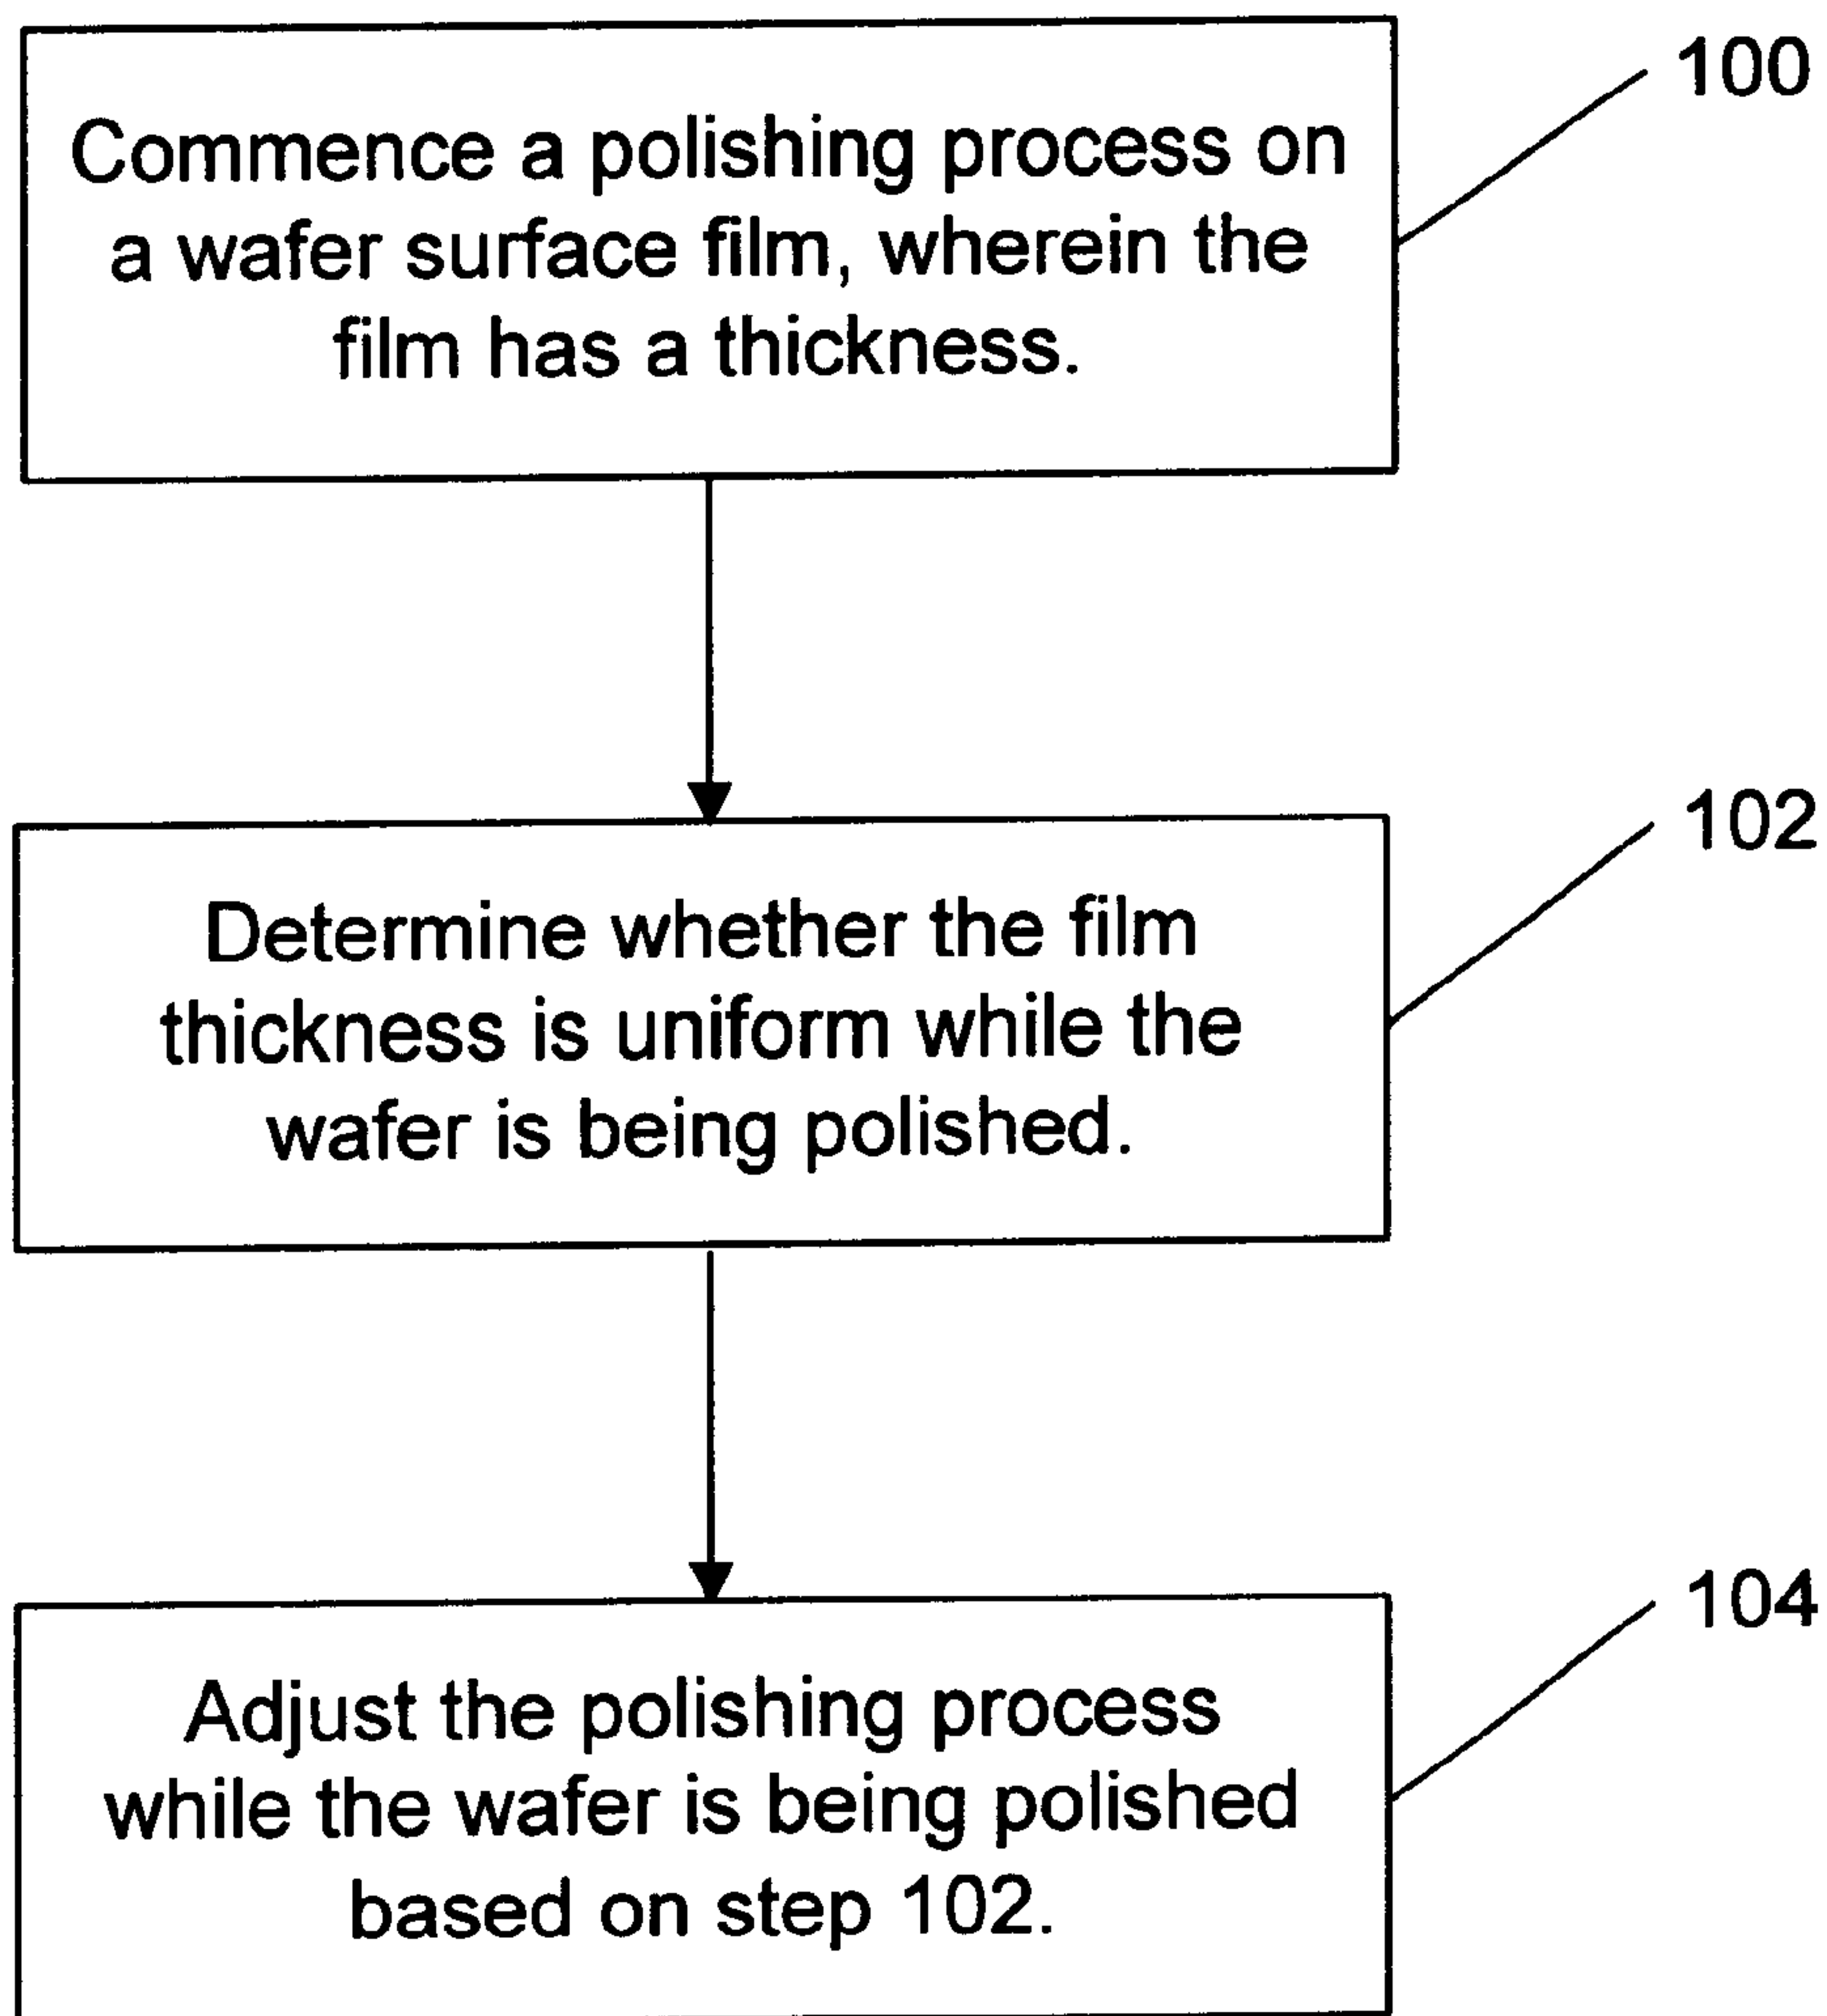 100
Commence a polishing process on
a wafer surface film, wherein the
film has a thickness.
102
Determine whether the film
thickness is uniform while the
wafer is being polished.
104
Adjust the polishing process
while the wafer is being polished
based on step 102.